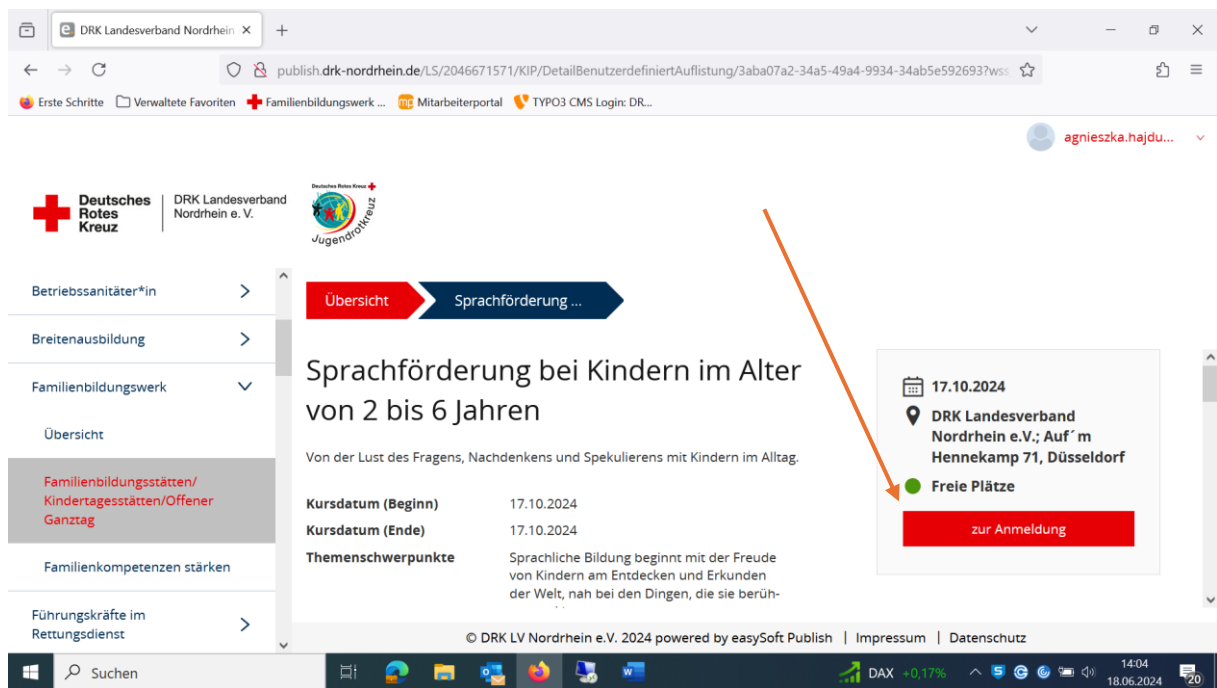 DRK Landesverband Nordrhein
publish.drk-nordrhein.de/LS/2046671571/KIP/DetailBenutzerdefiniertAuflistung/3aba07a2-34a5-49a4-9934-34ab5e592693?wss
Erste Schritte Verwaltete Favoriten Familienbildungswerk ... Mitarbeiterportal TYPO3 CMS Login: DR...
agnieszka.hajdu...
Deutsches Rotes Kreuz
Jugendrotkreuz
Deutsches
Rotes
Kreuz
DRK Landesverband
Nordrhein e. V.
Betriebssanitäter*in
Breitenausbildung
Familienbildungswerk
Übersicht
Familienbildungsstätten/
Kindertagesstätten/Offener
Ganztag
Familienkompetenzen stärken
Führungskräfte im
Rettungsdienst
Übersicht
Sprachförderung ...
Sprachförderung bei Kindern im Alter
von 2 bis 6 Jahren
Von der Lust des Fragens, Nachdenkens und Spekulierens mit Kindern im Alltag.
Kursdatum (Beginn) 17.10.2024
Kursdatum (Ende) 17.10.2024
Themenschwerpunkte Sprachliche Bildung beginnt mit der Freude
von Kindern am Entdecken und Erkunden
der Welt, nah bei den Dingen, die sie berüh-
17.10.2024
DRK Landesverband
Nordrhein e.V.; Auf´m
Hennekamp 71, Düsseldorf
Freie Plätze
zur Anmeldung
© DRK LV Nordrhein e.V. 2024 powered by easySoft Publish | Impressum | Datenschutz
Suchen
DAX +0,17%
14:04
18.06.2024
20